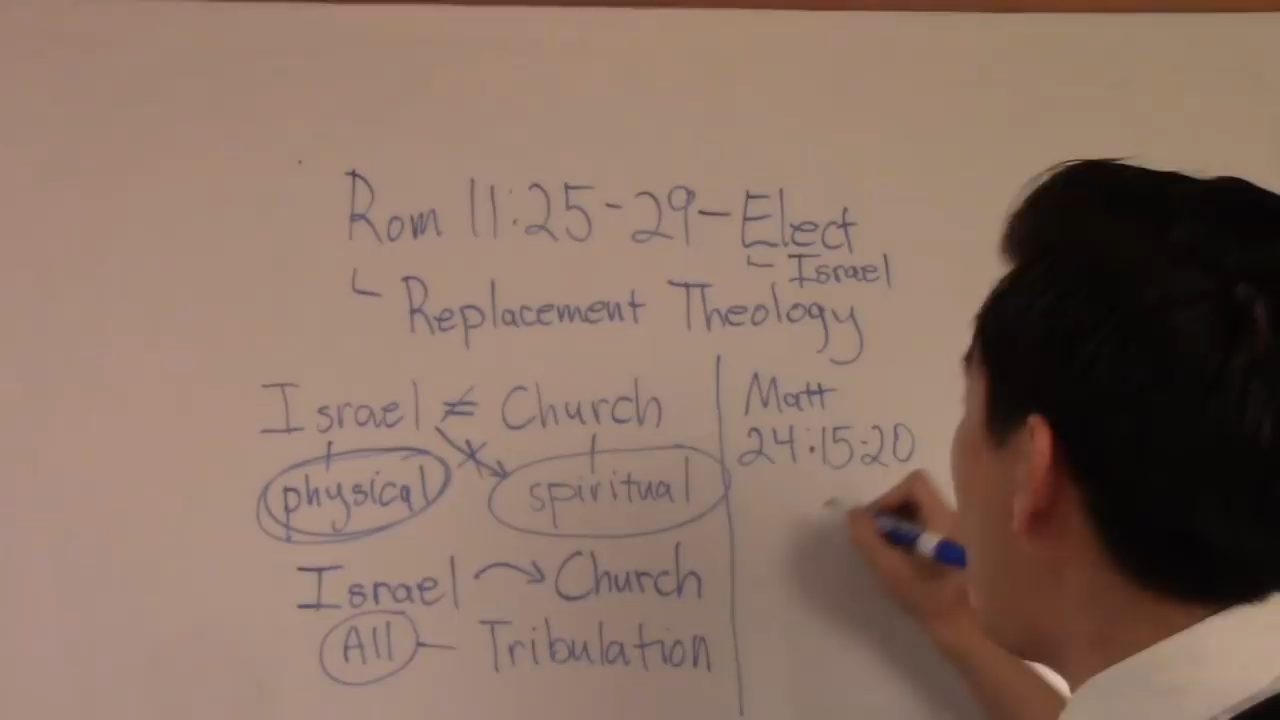 Rom 11:25-29-Elect
└ Israel
└ Replacement Theology
Israel ≠ Church
physical
spiritual
Israel → Church
All - Tribulation
Matt
24:15-20